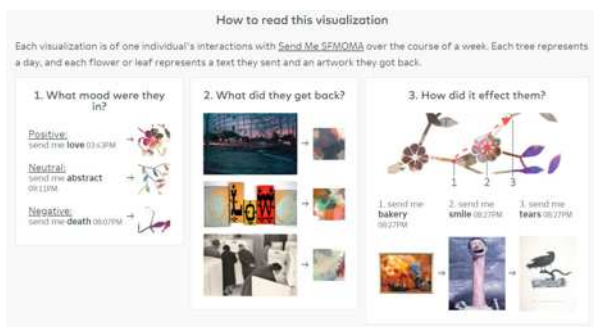 How to read this visualization
Each visualization is of one individual's interactions with Send Me SFMOMA over the course of a week. Each tree represents
a day, and each flower or leaf represents a text they sent and an artwork they got back.
1. What mood were they
in?
Positive:
send me love 03:43PM
Neutral:
send me abstract
09:11PM
Negative:
send me death 08:07PM
2. What did they get back?
3. How did it effect them?
1 2 3
1. send me
bakery
08:27PM
2. send me
smile 08:27PM
3. send me
tears 08:27PM